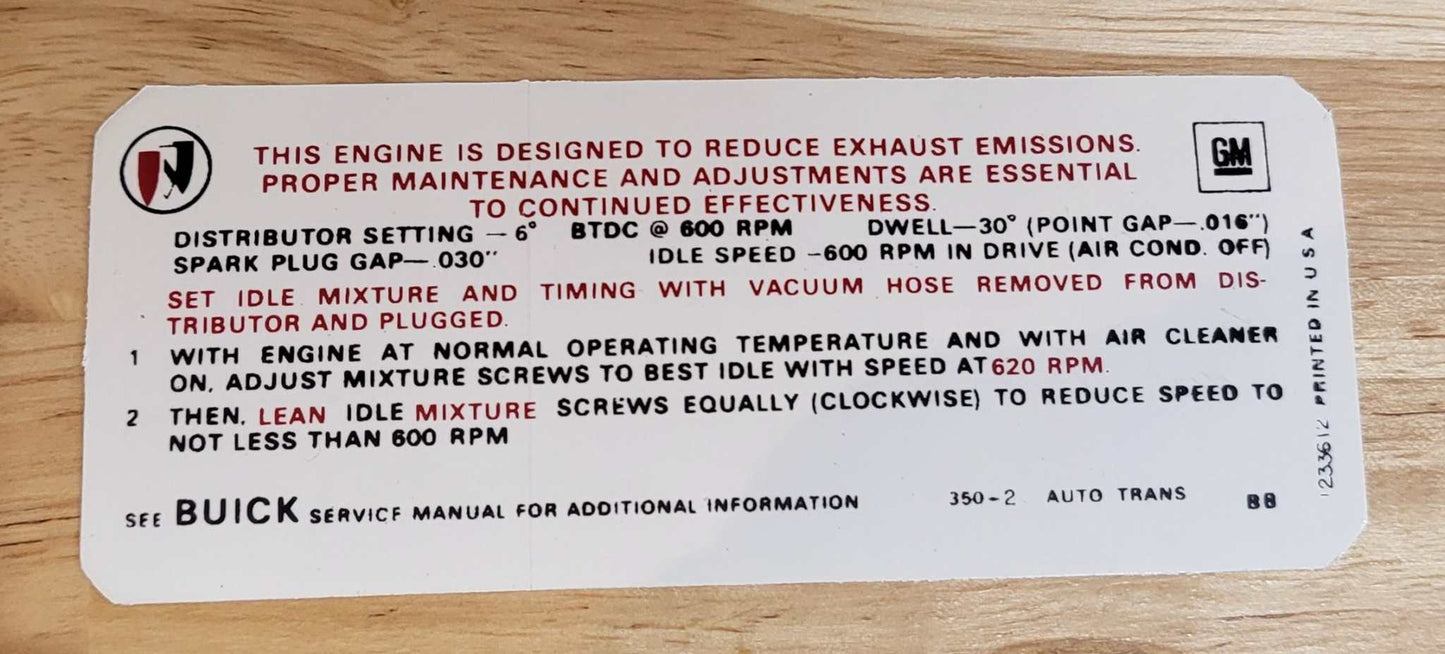 GM
THIS ENGINE IS DESIGNED TO REDUCE EXHAUST EMISSIONS.
PROPER MAINTENANCE AND ADJUSTMENTS ARE ESSENTIAL
TO CONTINUED EFFECTIVENESS.
DISTRIBUTOR SETTING — 6° BTDC @ 600 RPM DWELL—30° (POINT GAP—.016")
SPARK PLUG GAP—.030" IDLE SPEED —600 RPM IN DRIVE (AIR COND. OFF)
SET IDLE MIXTURE AND TIMING WITH VACUUM HOSE REMOVED FROM DIS-
TRIBUTOR AND PLUGGED.
1 WITH ENGINE AT NORMAL OPERATING TEMPERATURE AND WITH AIR CLEANER
ON, ADJUST MIXTURE SCREWS TO BEST IDLE WITH SPEED AT 620 RPM.
2 THEN, LEAN IDLE MIXTURE SCREWS EQUALLY (CLOCKWISE) TO REDUCE SPEED TO
NOT LESS THAN 600 RPM
SEE BUICK SERVICE MANUAL FOR ADDITIONAL INFORMATION 350-2 AUTO TRANS BB
1233612 PRINTED IN USA